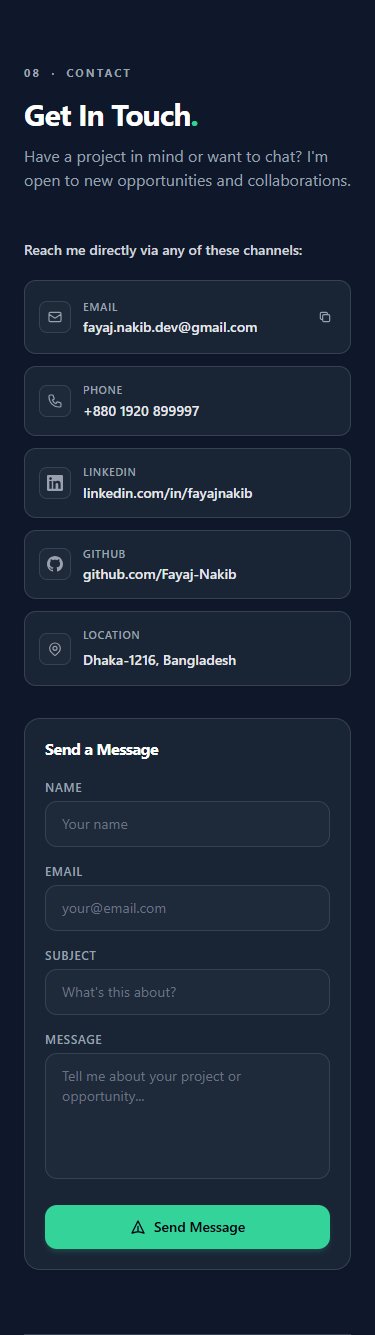 08 · CONTACT
Get In Touch.
Have a project in mind or want to chat? I'm
open to new opportunities and collaborations.
Reach me directly via any of these channels:
EMAIL
fayaj.nakib.dev@gmail.com
PHONE
+880 1920 899997
LINKEDIN
linkedin.com/in/fayajnakib
GITHUB
github.com/Fayaj-Nakib
LOCATION
Dhaka-1216, Bangladesh
Send a Message
NAME
Your name
EMAIL
your@email.com
SUBJECT
What's this about?
MESSAGE
Tell me about your project or
opportunity...
Send Message